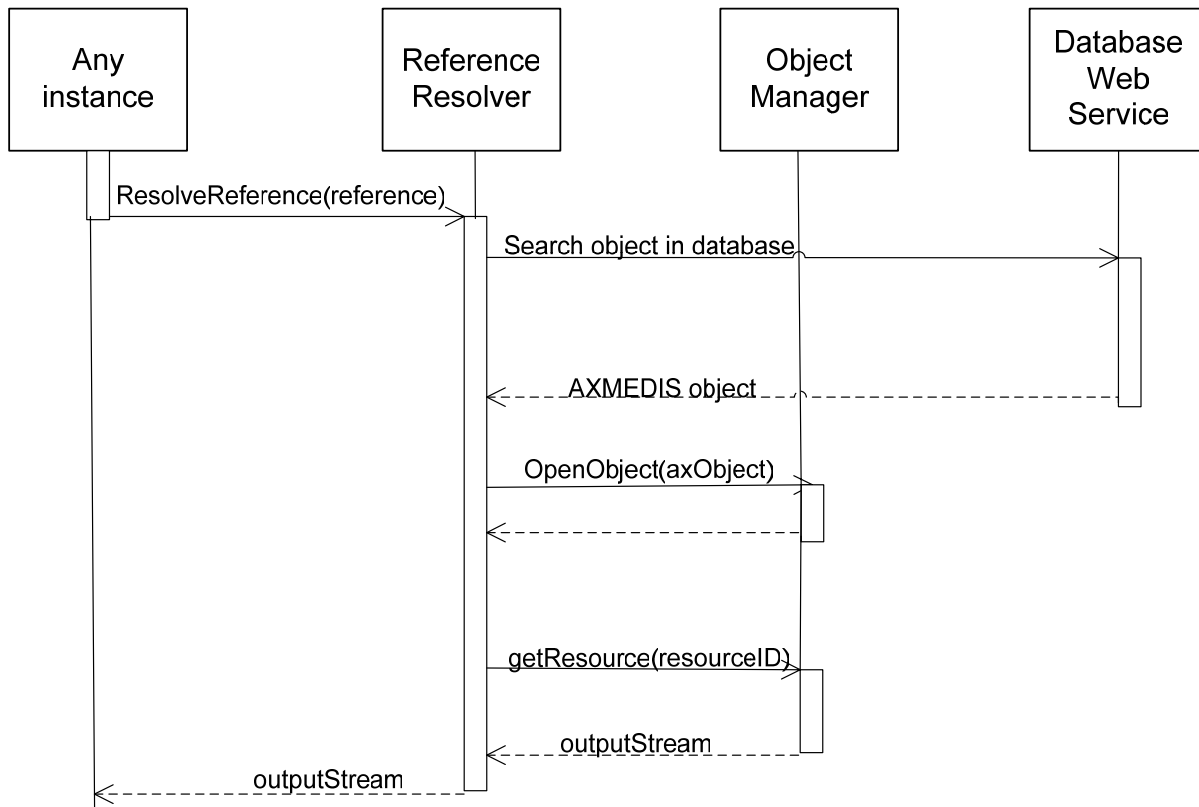 Any
instance
Reference
Resolver
Object
Manager
Database
Web
Service
ResolveReference(reference)
Search object in database
AXMEDIS object
OpenObject(axObject)
getResource(resourceID)
outputStream
outputStream